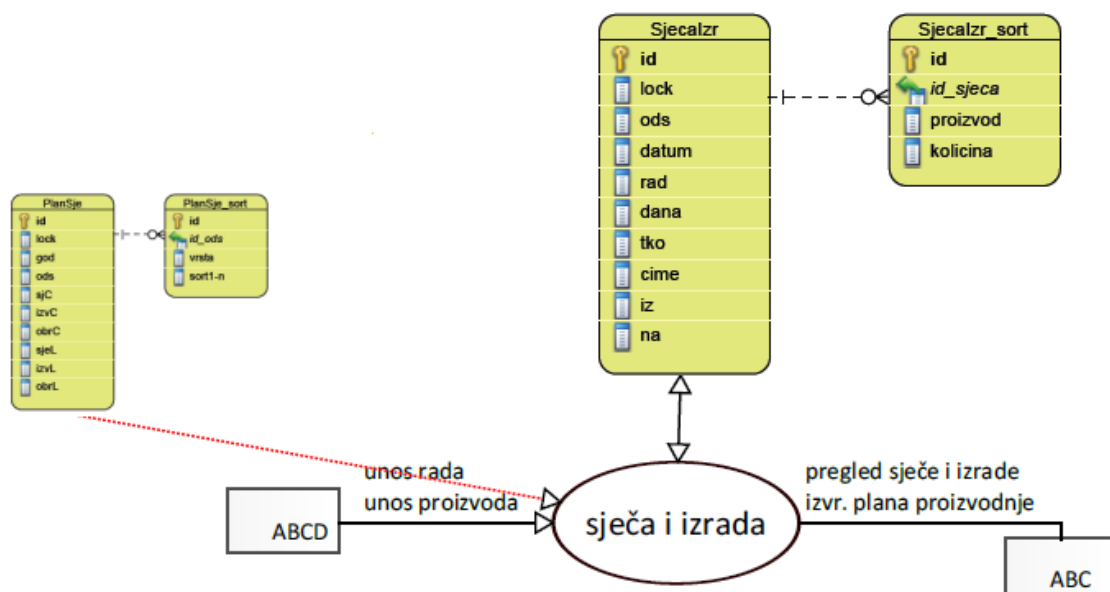 SjecaIzr
id
lock
ods
datum
rad
dana
tko
cime
iz
na
SjecaIzr_sort
id
id_sjeca
proizvod
kolicina
PlanSje
id
lock
god
ods
sjC
izvC
obrC
sjeL
izvL
obrL
PlanSje_sort
id
id_ods
vrsta
sort1-n
unos rada
unos proizvoda
ABCD
sječa i izrada
pregled sječe i izrade
izvr. plana proizvodnje
ABC